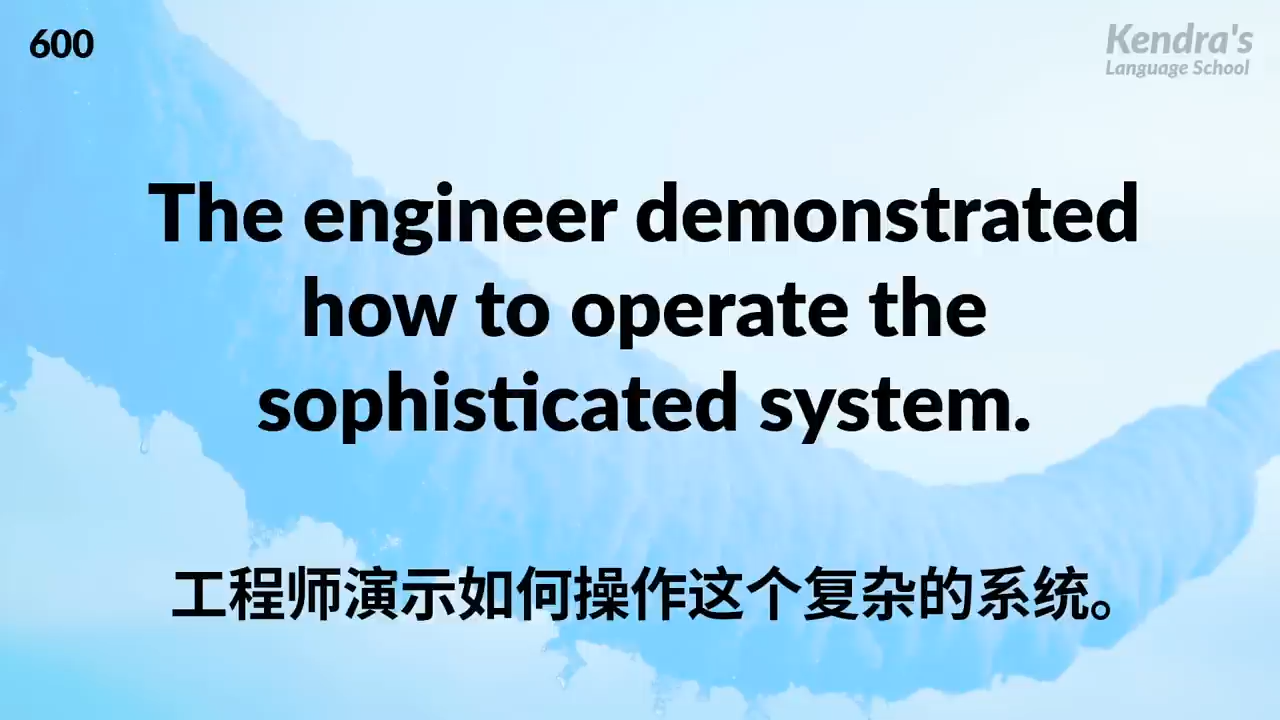 600
Kendra's
Language School
The engineer demonstrated
how to operate the
sophisticated system.
工程师演示如何操作这个复杂的系统。